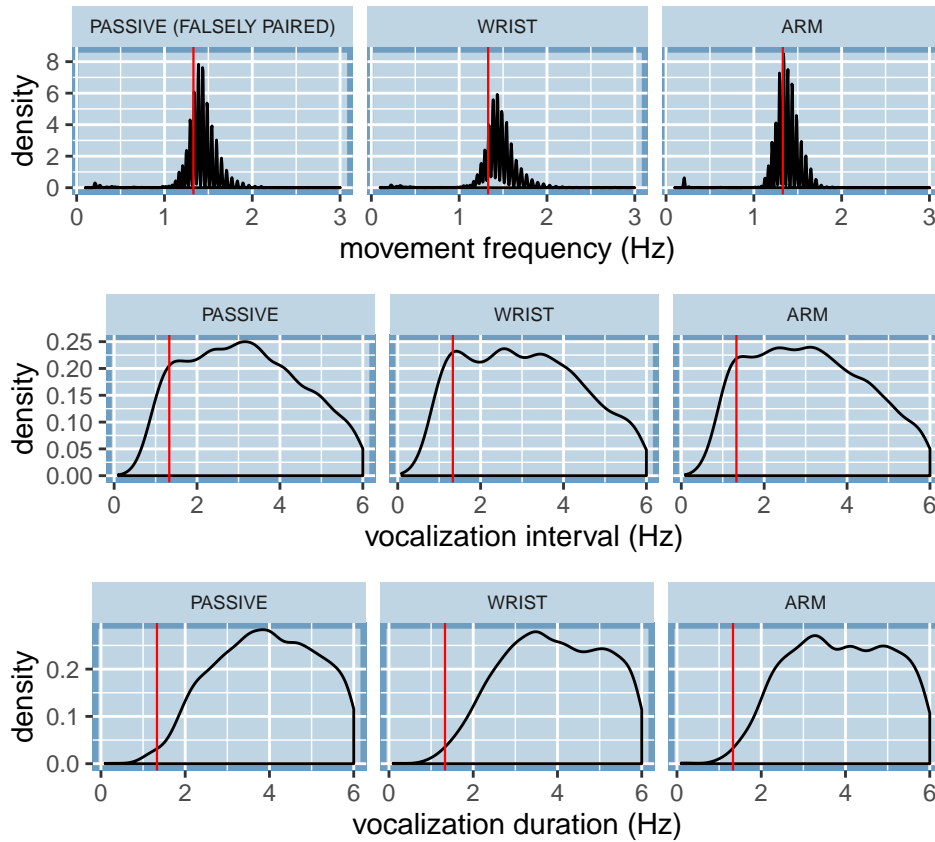 PASSIVE (FALSELY PAIRED) WRIST ARM
density
8
6
4
2
0
0 1 2 3 0 1 2 3 0 1 2 3
movement frequency (Hz)
PASSIVE WRIST ARM
density
0.25
0.20
0.15
0.10
0.05
0.00
0 2 4 6 0 2 4 6 0 2 4 6
vocalization interval (Hz)
PASSIVE WRIST ARM
density
0.2
0.1
0.0
0 2 4 6 0 2 4 6 0 2 4 6
vocalization duration (Hz)